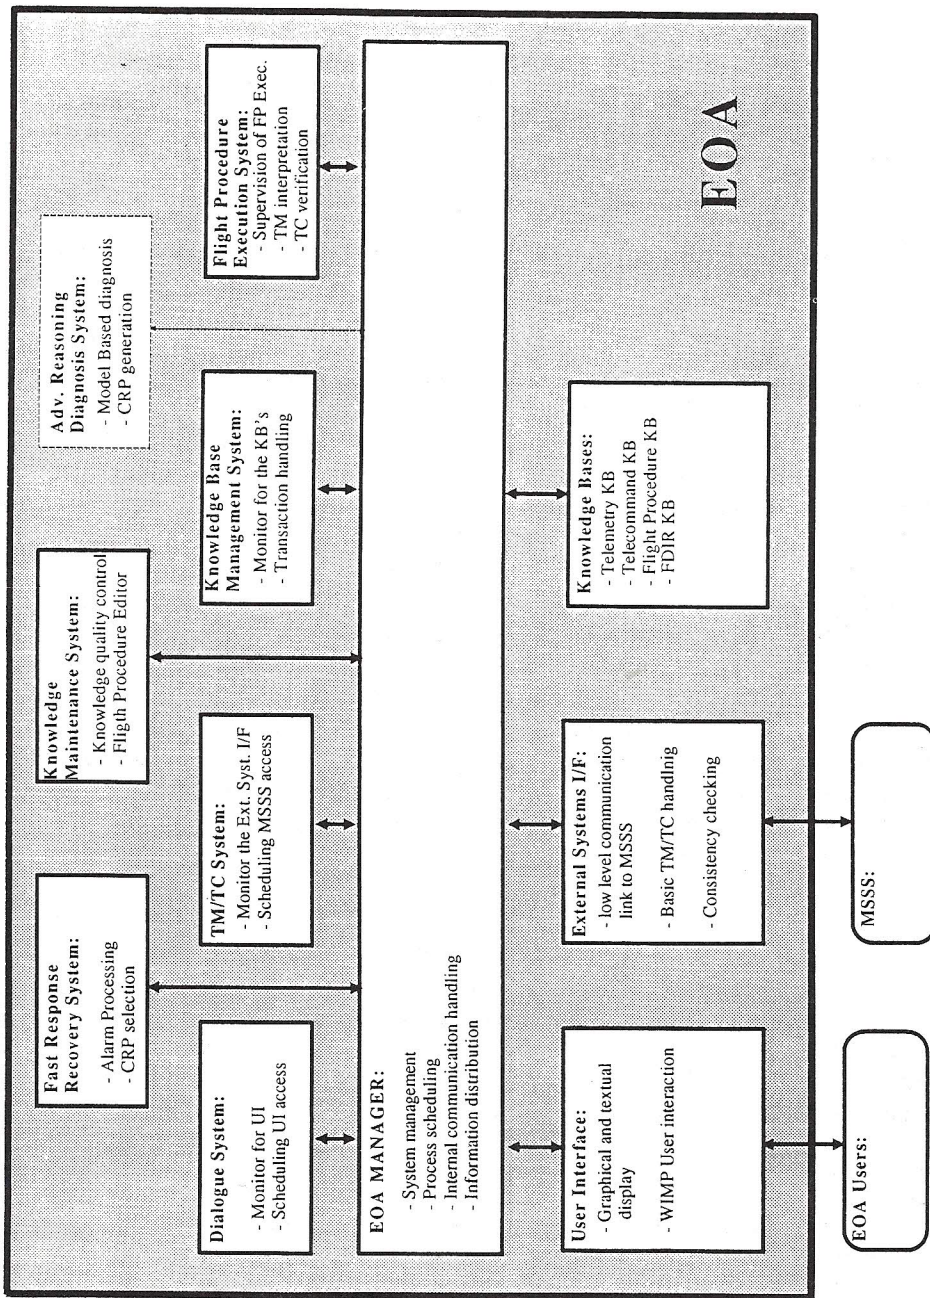 Fast Response
Recovery System:
- Alarm Processing
- CRP selection
Knowledge
Maintenance System:
- Knowledge quality control
- Fligth Procedure Editor
Adv. Reasoning
Diagnosis System:
- Model Based diagnosis
- CRP generation
Dialogue System:
- Monitor for UI
- Scheduling UI access
TM/TC System:
- Monitor the Ext. Syst. I/F
- Scheduling MSSS access
Knowledge Base
Management System:
- Monitor for the KB's
- Transaction handling
Flight Procedure
Execution System:
- Supervision of FP Exec.
- TM interpretation
- TC verification
EOA MANAGER:
- System management
- Process scheduling
- Internal communication handling
- Information distribution
User Interface:
- Graphical and textual
display
- WIMP User interaction
External Systems I/F:
- low level communication
link to MSSS
- Basic TM/TC handlnig
- Consistency checking
Knowledge Bases:
- Telemetry KB
- Telecommand KB
- Flight Procedure KB
- FDIR KB
EOA
EOA Users:
MSSS: